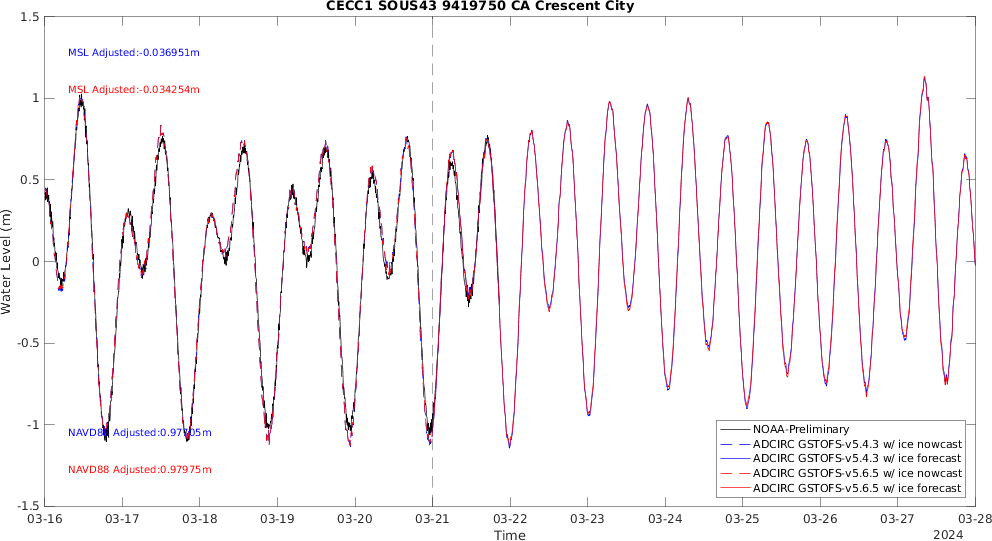 CECC1 SOUS43 9419750 CA Crescent City
1.5
MSL Adjusted:-0.036951m
MSL Adjusted:-0.034254m
1
0.5
0
-0.5
-1
-1.5
Water Level (m)
NAVD88 Adjusted:0.97705m
NAVD88 Adjusted:0.97975m
NOAA-Preliminary
ADCIRC GSTOFS-v5.4.3 w/ ice nowcast
ADCIRC GSTOFS-v5.4.3 w/ ice forecast
ADCIRC GSTOFS-v5.6.5 w/ ice nowcast
ADCIRC GSTOFS-v5.6.5 w/ ice forecast
03-16 03-17 03-18 03-19 03-20 03-21 03-22 03-23 03-24 03-25 03-26 03-27 03-28
Time
2024